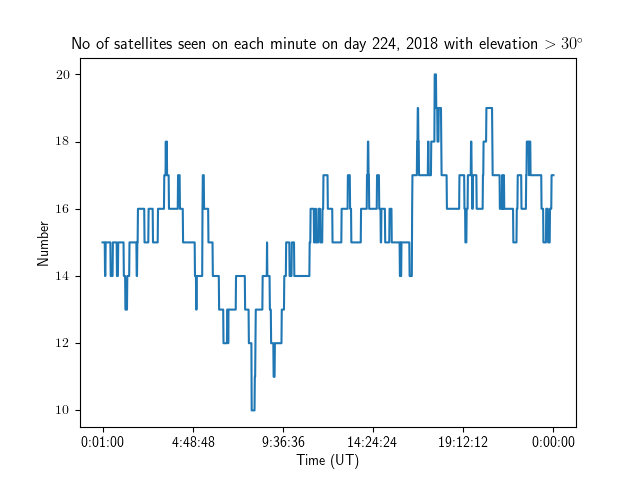 No of satellites seen on each minute on day 224, 2018 with elevation > 30°
20
18
16
14
12
10
Number
0:01:00 4:48:48 9:36:36 14:24:24 19:12:12 0:00:00
Time (UT)